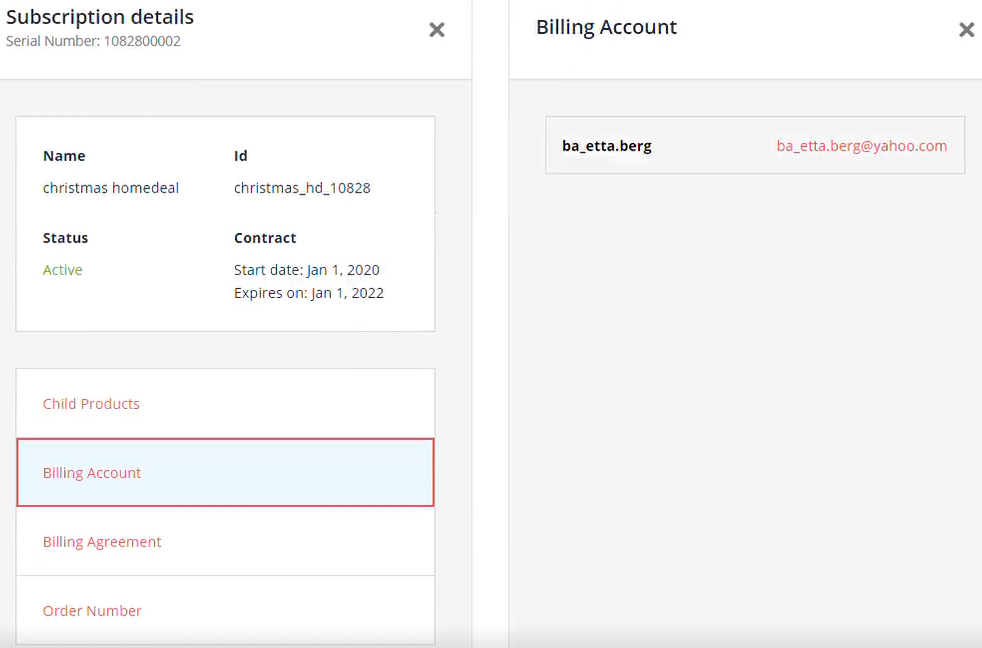 Subscription details
Serial Number: 1082800002
Name
Id
christmas homedeal
christmas_hd_10828
Status
Contract
Active
Start date: Jan 1, 2020
Expires on: Jan 1, 2022
Child Products
Billing Account
Billing Agreement
Order Number
Billing Account
ba_etta.berg
ba_etta.berg@yahoo.com